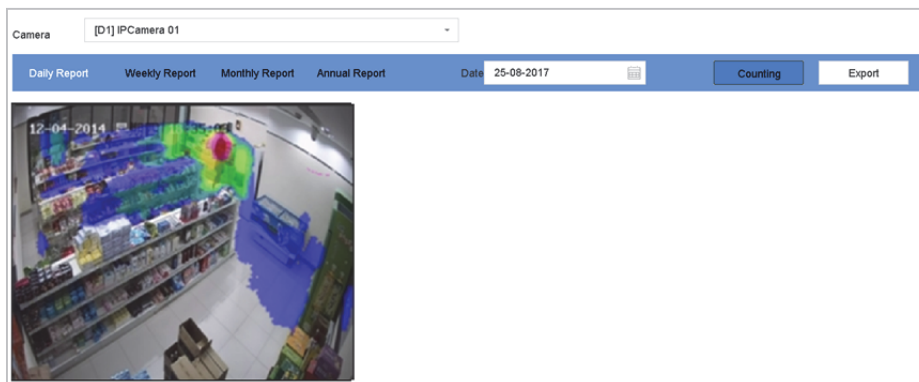 Camera [D1] IPCamera 01
Daily Report Weekly Report Monthly Report Annual Report Date 25-08-2017 Counting Export
12-04-2014